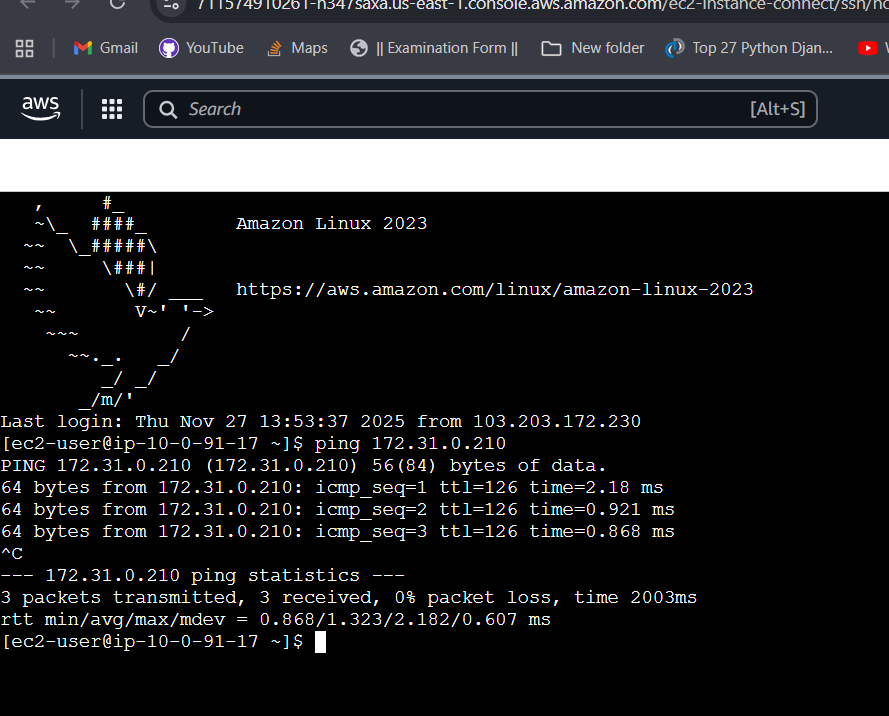 711574910261-h347saxa.us-east-1.console.aws.amazon.com/ec2-instance-connect/ssh/
Gmail YouTube Maps || Examination Form || New folder Top 27 Python Djan...
aws Search [Alt+S]
   ,     #_
   ~\_  ####_        Amazon Linux 2023
  ~~  \_#####\
  ~~     \###|
  ~~       \#/ ___   https://aws.amazon.com/linux/amazon-linux-2023
   ~~       V~' '->
    ~~~         /
      ~~._.   _/
         _/ _/
       _/m/'
Last login: Thu Nov 27 13:53:37 2025 from 103.203.172.230
[ec2-user@ip-10-0-91-17 ~]$ ping 172.31.0.210
PING 172.31.0.210 (172.31.0.210) 56(84) bytes of data.
64 bytes from 172.31.0.210: icmp_seq=1 ttl=126 time=2.18 ms
64 bytes from 172.31.0.210: icmp_seq=2 ttl=126 time=0.921 ms
64 bytes from 172.31.0.210: icmp_seq=3 ttl=126 time=0.868 ms
^C
--- 172.31.0.210 ping statistics ---
3 packets transmitted, 3 received, 0% packet loss, time 2003ms
rtt min/avg/max/mdev = 0.868/1.323/2.182/0.607 ms
[ec2-user@ip-10-0-91-17 ~]$